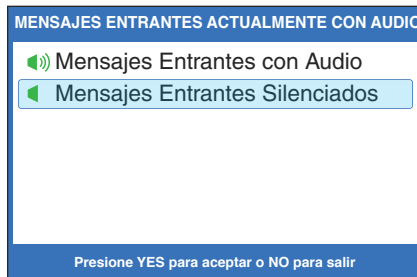 MENSAJES ENTRANTES ACTUALMENTE CON AUDIO
Mensajes Entrantes con Audio
Mensajes Entrantes Silenciados
Presione YES para aceptar o NO para salir